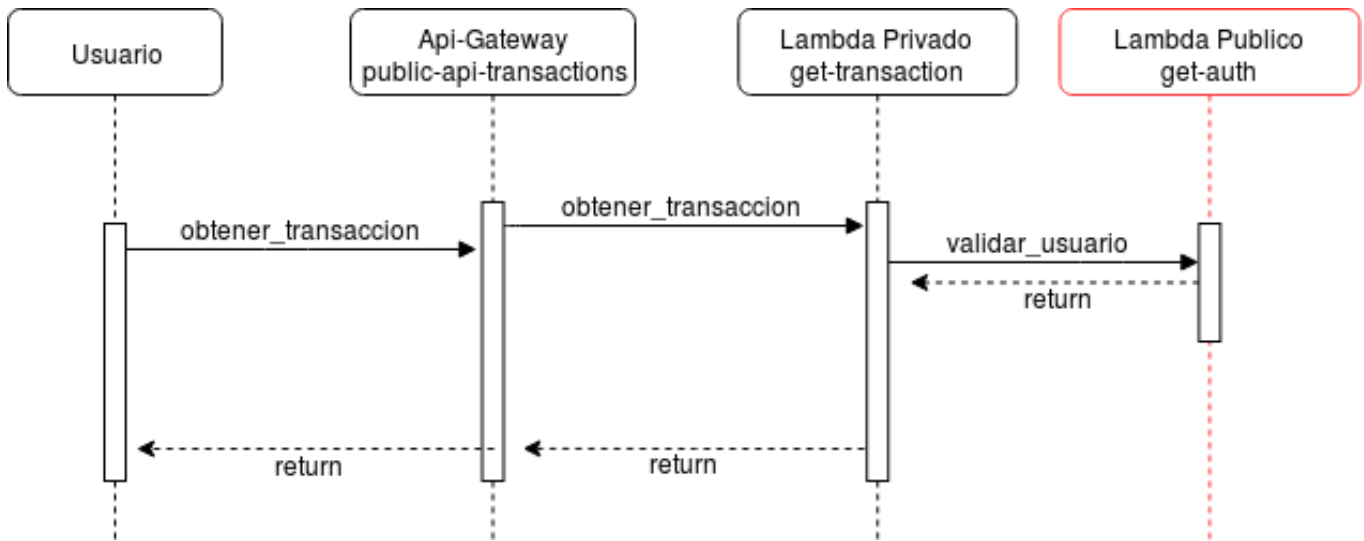 Usuario
Api-Gateway
public-api-transactions
Lambda Privado
get-transaction
Lambda Publico
get-auth
obtener_transaccion
obtener_transaccion
validar_usuario
return
return
return